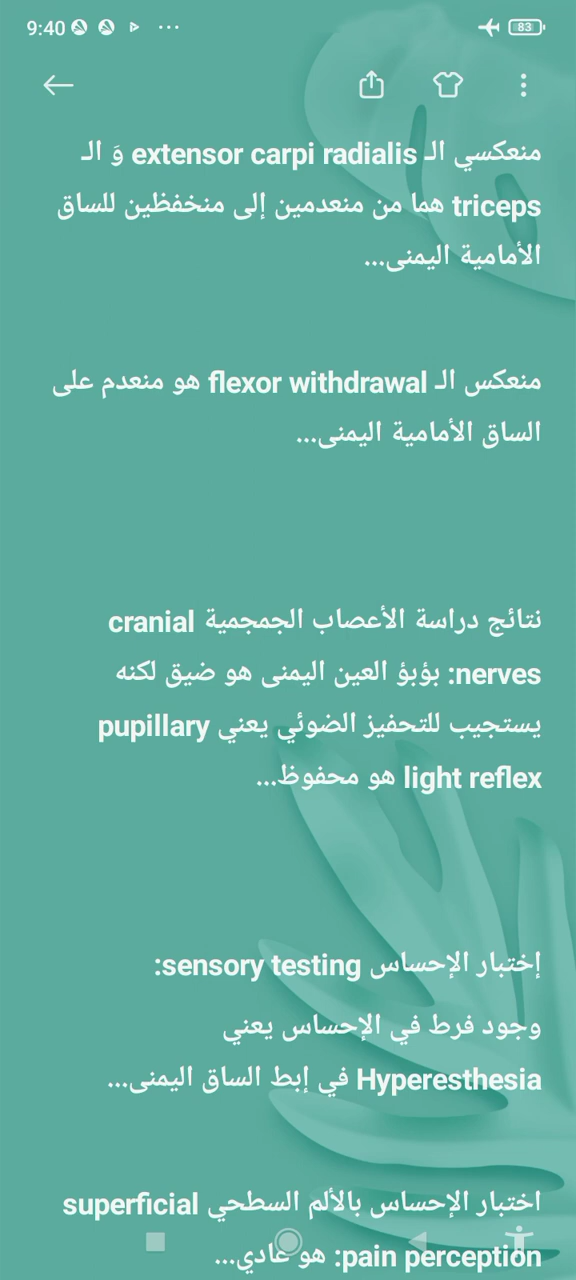 9:40
83
منعكسي الـ extensor carpi radialis وَ الـ
triceps هما من منعدمين إلى منخفظين للساق
الأمامية اليمنى...
منعكس الـ flexor withdrawal هو منعدم على
الساق الأمامية اليمنى...
نتائج دراسة الأعصاب الجمجمية cranial
nerves: بؤبؤ العين اليمنى هو ضيق لكنه
يستجيب للتحفيز الضوئي يعني pupillary
light reflex هو محفوظ...
إختبار الإحساس sensory testing:
وجود فرط في الإحساس يعني
Hyperesthesia في إبط الساق اليمنى...
اختبار الإحساس بالألم السطحي superficial
pain perception: هو عادي...